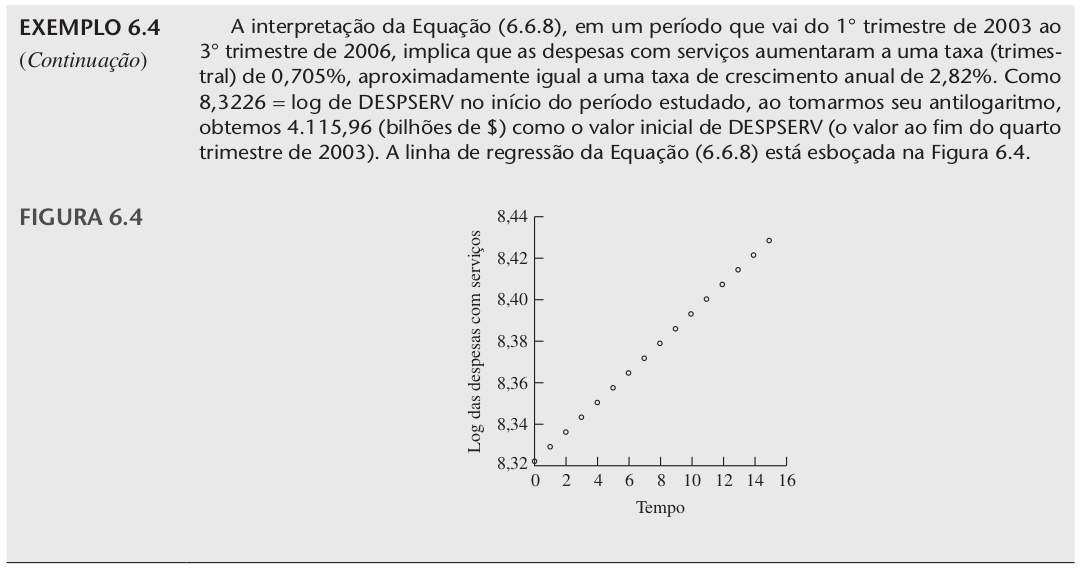 EXEMPLO 6.4
(Continuação)
A interpretação da Equação (6.6.8), em um período que vai do 1° trimestre de 2003 ao
3° trimestre de 2006, implica que as despesas com serviços aumentaram a uma taxa (trimes-
tral) de 0,705%, aproximadamente igual a uma taxa de crescimento anual de 2,82%. Como
8,3226 = log de DESPSERV no início do período estudado, ao tomarmos seu antilogaritmo,
obtemos 4.115,96 (bilhões de $) como o valor inicial de DESPSERV (o valor ao fim do quarto
trimestre de 2003). A linha de regressão da Equação (6.6.8) está esboçada na Figura 6.4.
FIGURA 6.4
Log das despesas com serviços
8,44
8,42
8,40
8,38
8,36
8,34
8,32
0 2 4 6 8 10 12 14 16
Tempo